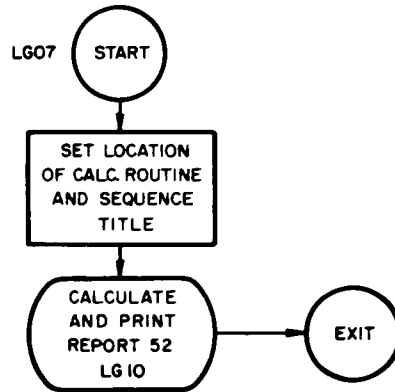 LG07 START
SET LOCATION
OF CALC. ROUTINE
AND SEQUENCE
TITLE
CALCULATE
AND PRINT
REPORT 52
LG 10
EXIT